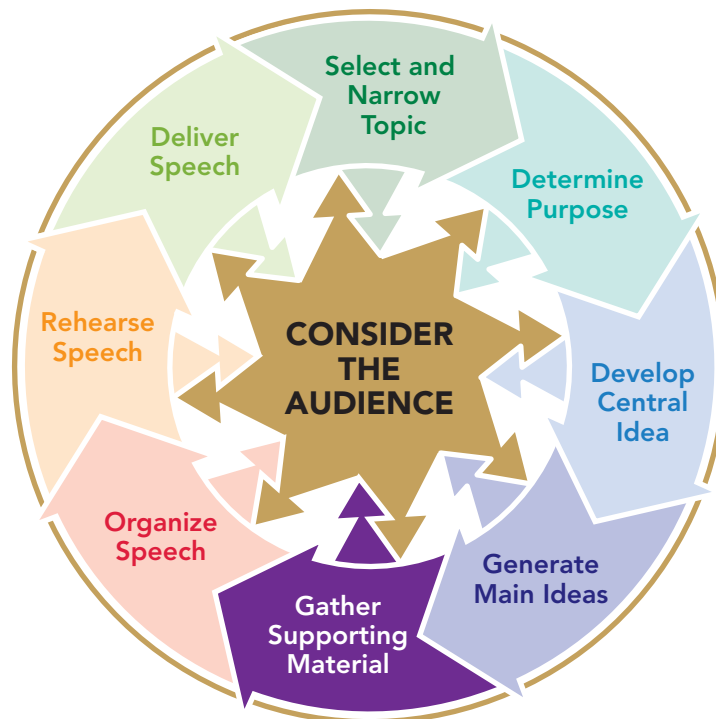 Select and
Narrow
Topic
Determine
Purpose
Develop
Central
Idea
Generate
Main Ideas
Gather
Supporting
Material
Organize
Speech
Rehearse
Speech
Deliver
Speech
CONSIDER
THE
AUDIENCE